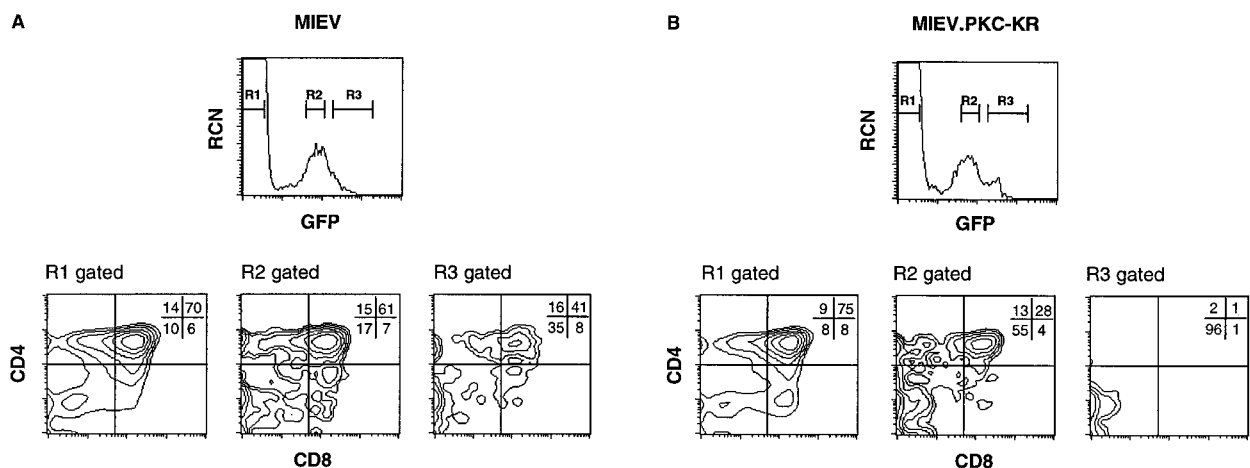 A
MIEV
R1
R2
R3
RCN
GFP
R1 gated
R2 gated
R3 gated
CD4
14 70
10 6
15 61
17 7
16 41
35 8
CD8
B
MIEV.PKC-KR
R1
R2
R3
RCN
GFP
R1 gated
R2 gated
R3 gated
CD4
9 75
8 8
13 28
55 4
2 1
96 1
CD8